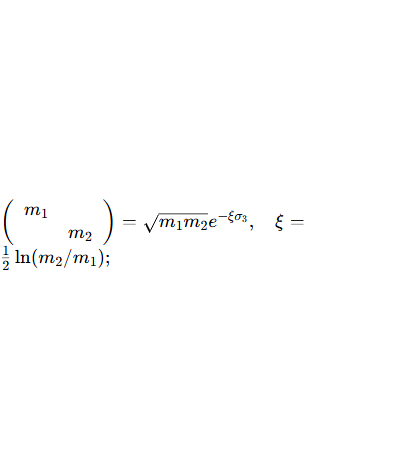 \begin{pmatrix} m_1 & \\ & m_2 \end{pmatrix} = \sqrt{m_1 m_2} e^{-\xi\sigma_3}, \quad \xi =
\frac{1}{2} \ln(m_2/m_1);